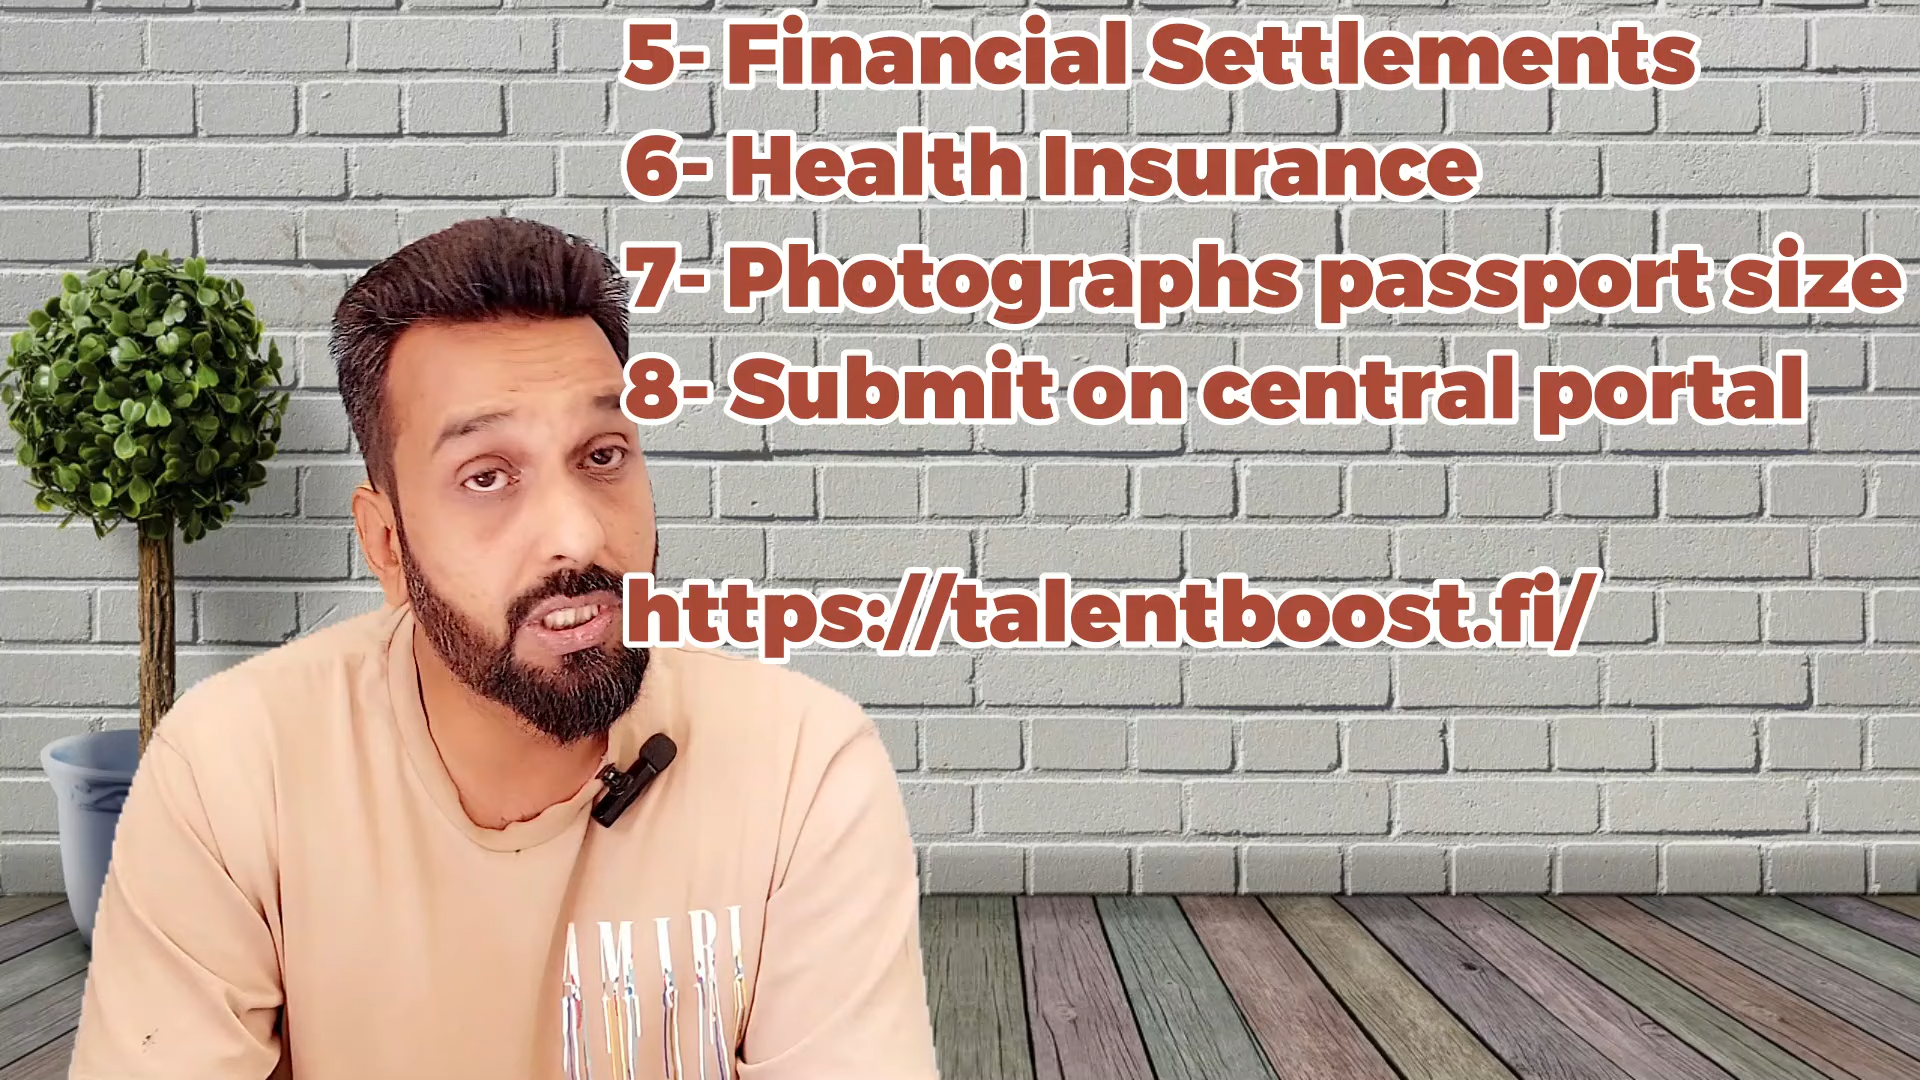 5- Financial Settlements
6- Health Insurance
7- Photographs passport size
8- Submit on central portal
https://talentboost.fi/
AMIRI